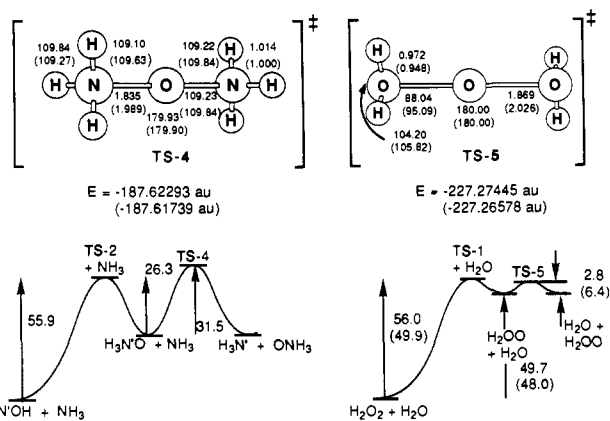 ‡ ‡
H H
109.84
(109.27)
109.10
(109.63)
109.22
(109.84)
1.014
(1.000)
H N O N H
1.835
(1.989)
179.93
(179.90)
109.23
(109.84)
H H
TS-4
H H
0.972
(0.948)
O O O
88.04
(95.09)
180.00
(180.00)
1.869
(2.026)
H H
104.20
(105.82)
TS-5
E = -187.62293 au
(-187.61739 au)
E = -227.27445 au
(-227.26578 au)
TS-2
+ NH₃
26.3
TS-4
55.9
31.5
H₃N'O + NH₃
H₃N' + ONH₃
N'OH + NH₃
TS-1
+ H₂O
TS-5
2.8
(6.4)
56.0
(49.9)
H₂OO
+ H₂O
H₂O +
H₂OO
49.7
(48.0)
H₂O₂ + H₂O